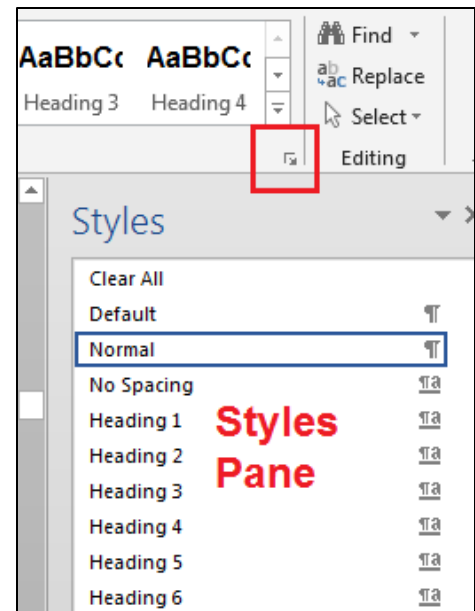 AaBbCc AaBbCc
Heading 3 Heading 4
Find
Replace
Select
Editing
Styles
Clear All
Default
Normal
No Spacing
Heading 1
Heading 2
Heading 3
Heading 4
Heading 5
Heading 6
Styles
Pane